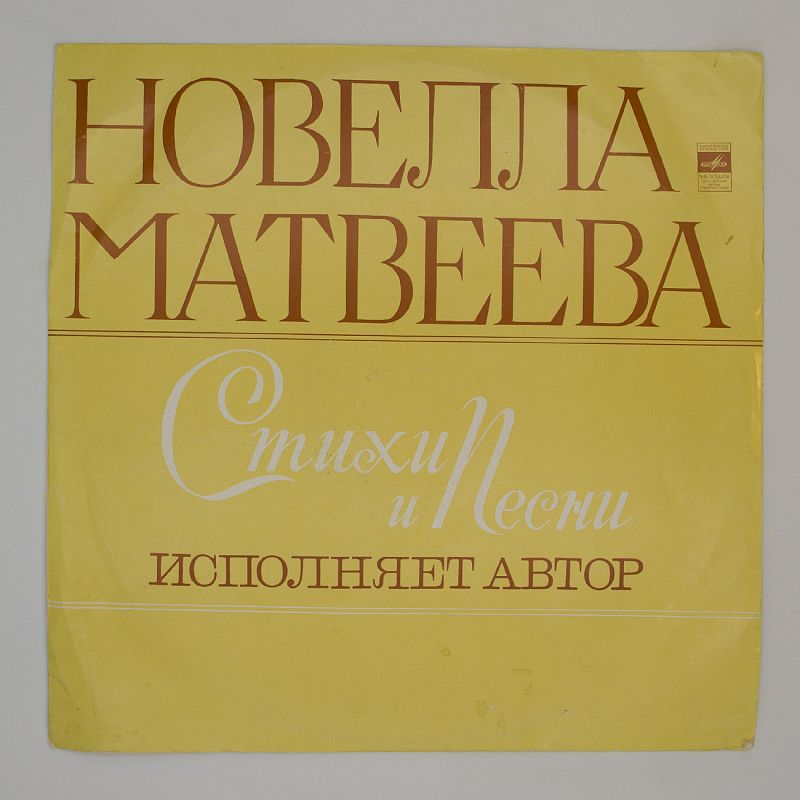 НОВЕЛЛА
МАТВЕЕВА
МЕЛОДИЯ
Стихи
и Песни
ИСПОЛНЯЕТ АВТОР